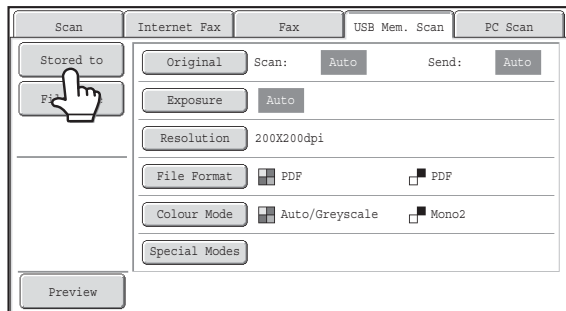 Scan Internet Fax Fax USB Mem. Scan PC Scan
Stored to
Original Scan: Auto Send: Auto
Exposure Auto
Resolution 200X200dpi
File Format PDF PDF
Colour Mode Auto/Greyscale Mono2
Special Modes
Preview